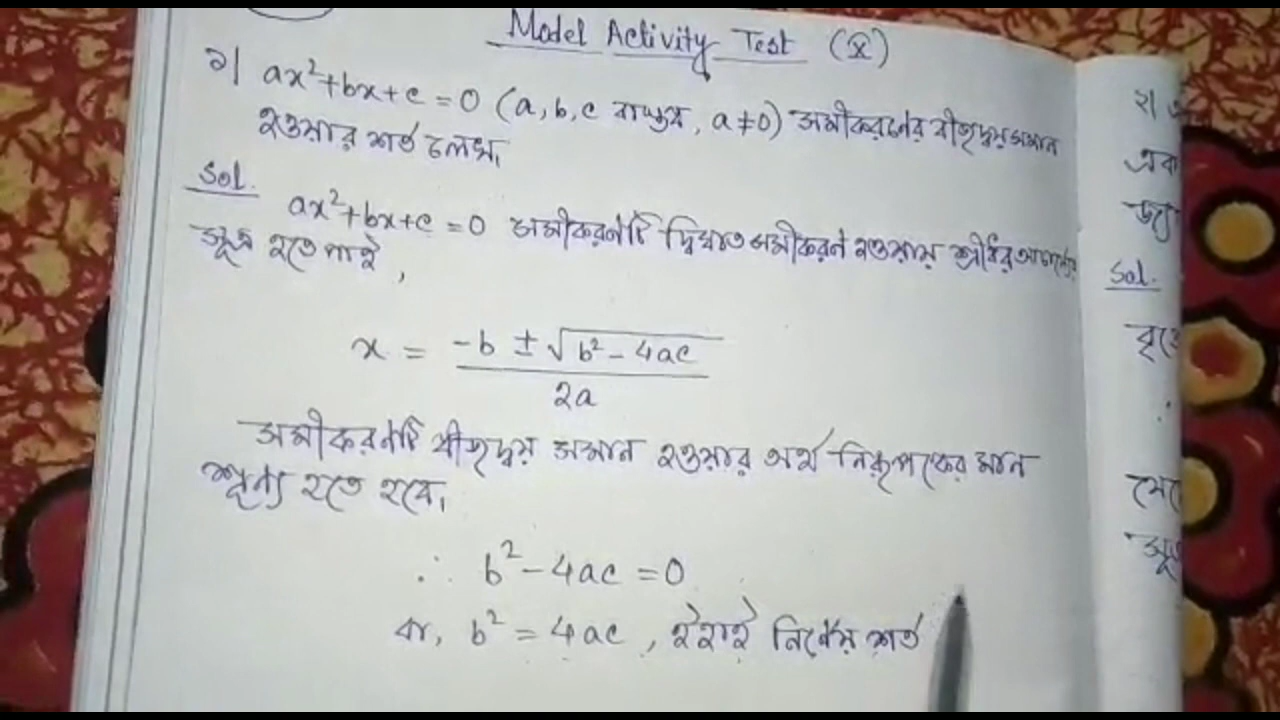 Model Activity Test (X)
১। ax²+bx+c = 0 (a, b, c বাস্তব, a ≠ 0) সমীকরণের বীজদ্বয় সমান
হওয়ার শর্ত লেখ।
Sol.
ax²+bx+c = 0 সমীকরণটি দ্বিঘাত সমীকরণ হওয়ায় শ্রীধর আচার্যের
সূত্র হতে পাই,
x = (-b ± √(b² - 4ac)) / 2a
সমীকরণটি বীজদ্বয় সমান হওয়ার অর্থ নিরূপকের মান
শূন্য হতে হবে।
∴ b² - 4ac = 0
বা, b² = 4ac , ইহাই নির্ণেয় শর্ত
২।
Sol.